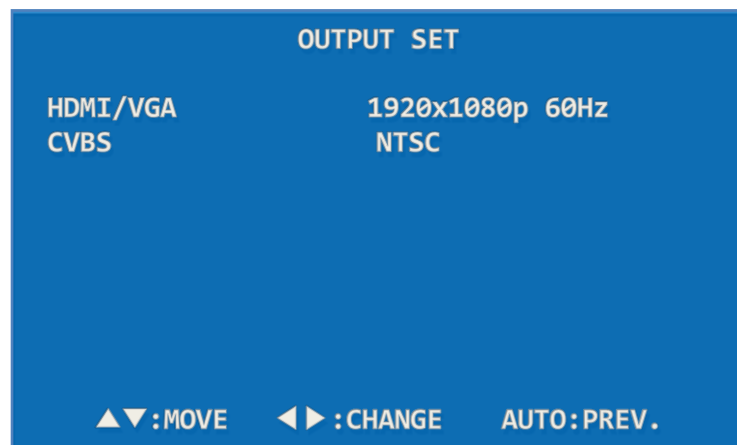 OUTPUT SET
HDMI/VGA 1920x1080p 60Hz
CVBS NTSC
▲▼:MOVE ◀▶:CHANGE AUTO:PREV.